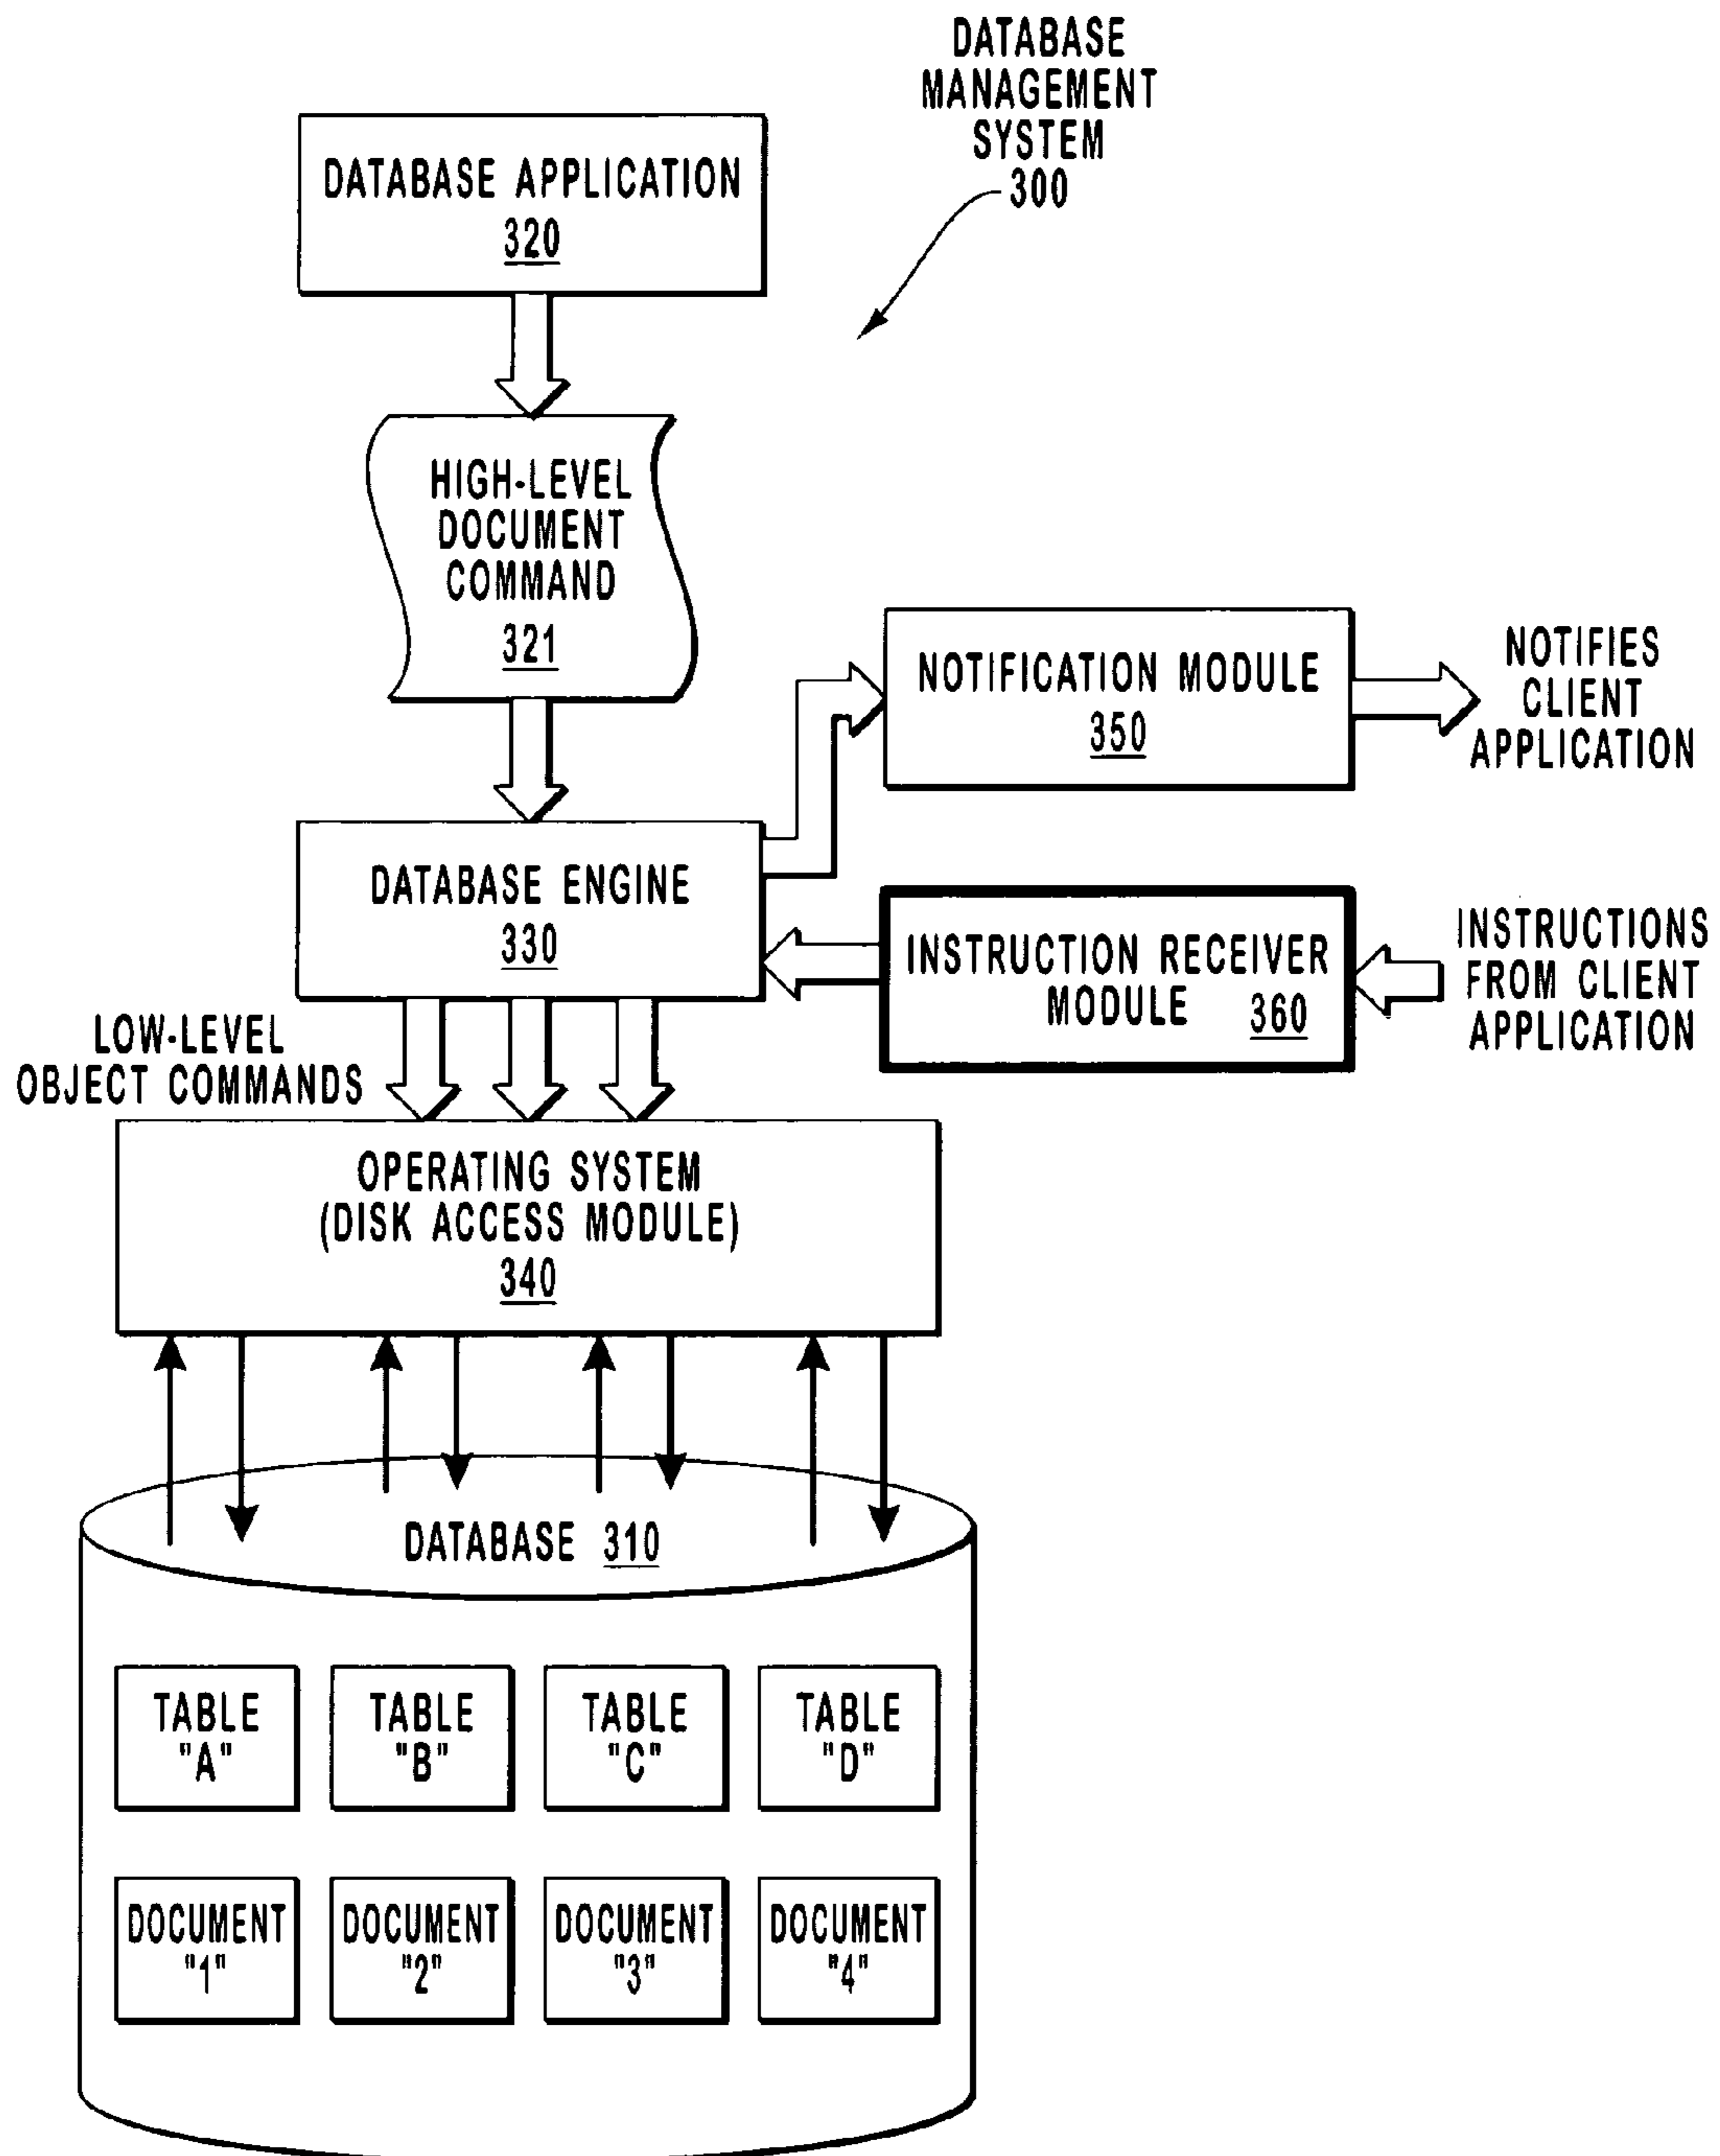 DATABASE
MANAGEMENT
SYSTEM
300
DATABASE APPLICATION
320
HIGH-LEVEL
DOCUMENT
COMMAND
321
NOTIFICATION MODULE
350
NOTIFIES
CLIENT
APPLICATION
DATABASE ENGINE
330
INSTRUCTION RECEIVER
MODULE 360
INSTRUCTIONS
FROM CLIENT
APPLICATION
LOW-LEVEL
OBJECT COMMANDS
OPERATING SYSTEM
(DISK ACCESS MODULE)
340
DATABASE 310
TABLE
"A"
TABLE
"B"
TABLE
"C"
TABLE
"D"
DOCUMENT
"1"
DOCUMENT
"2"
DOCUMENT
"3"
DOCUMENT
"4"